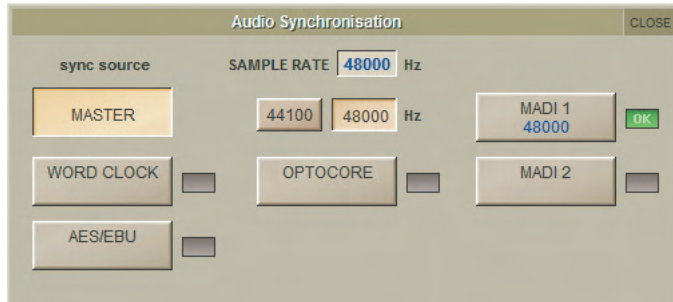 Audio Synchronisation CLOSE
sync source SAMPLE RATE 48000 Hz
MASTER 44100 48000 Hz MADI 1 OK
48000
WORD CLOCK OPTOCORE MADI 2
AES/EBU